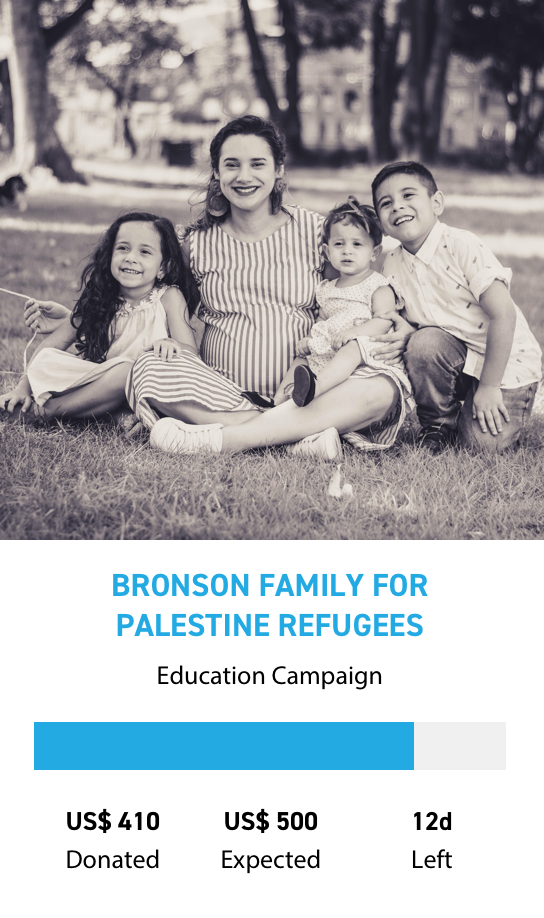 BRONSON FAMILY FOR
PALESTINE REFUGEES
Education Campaign
US$ 410 US$ 500 12d
Donated Expected Left